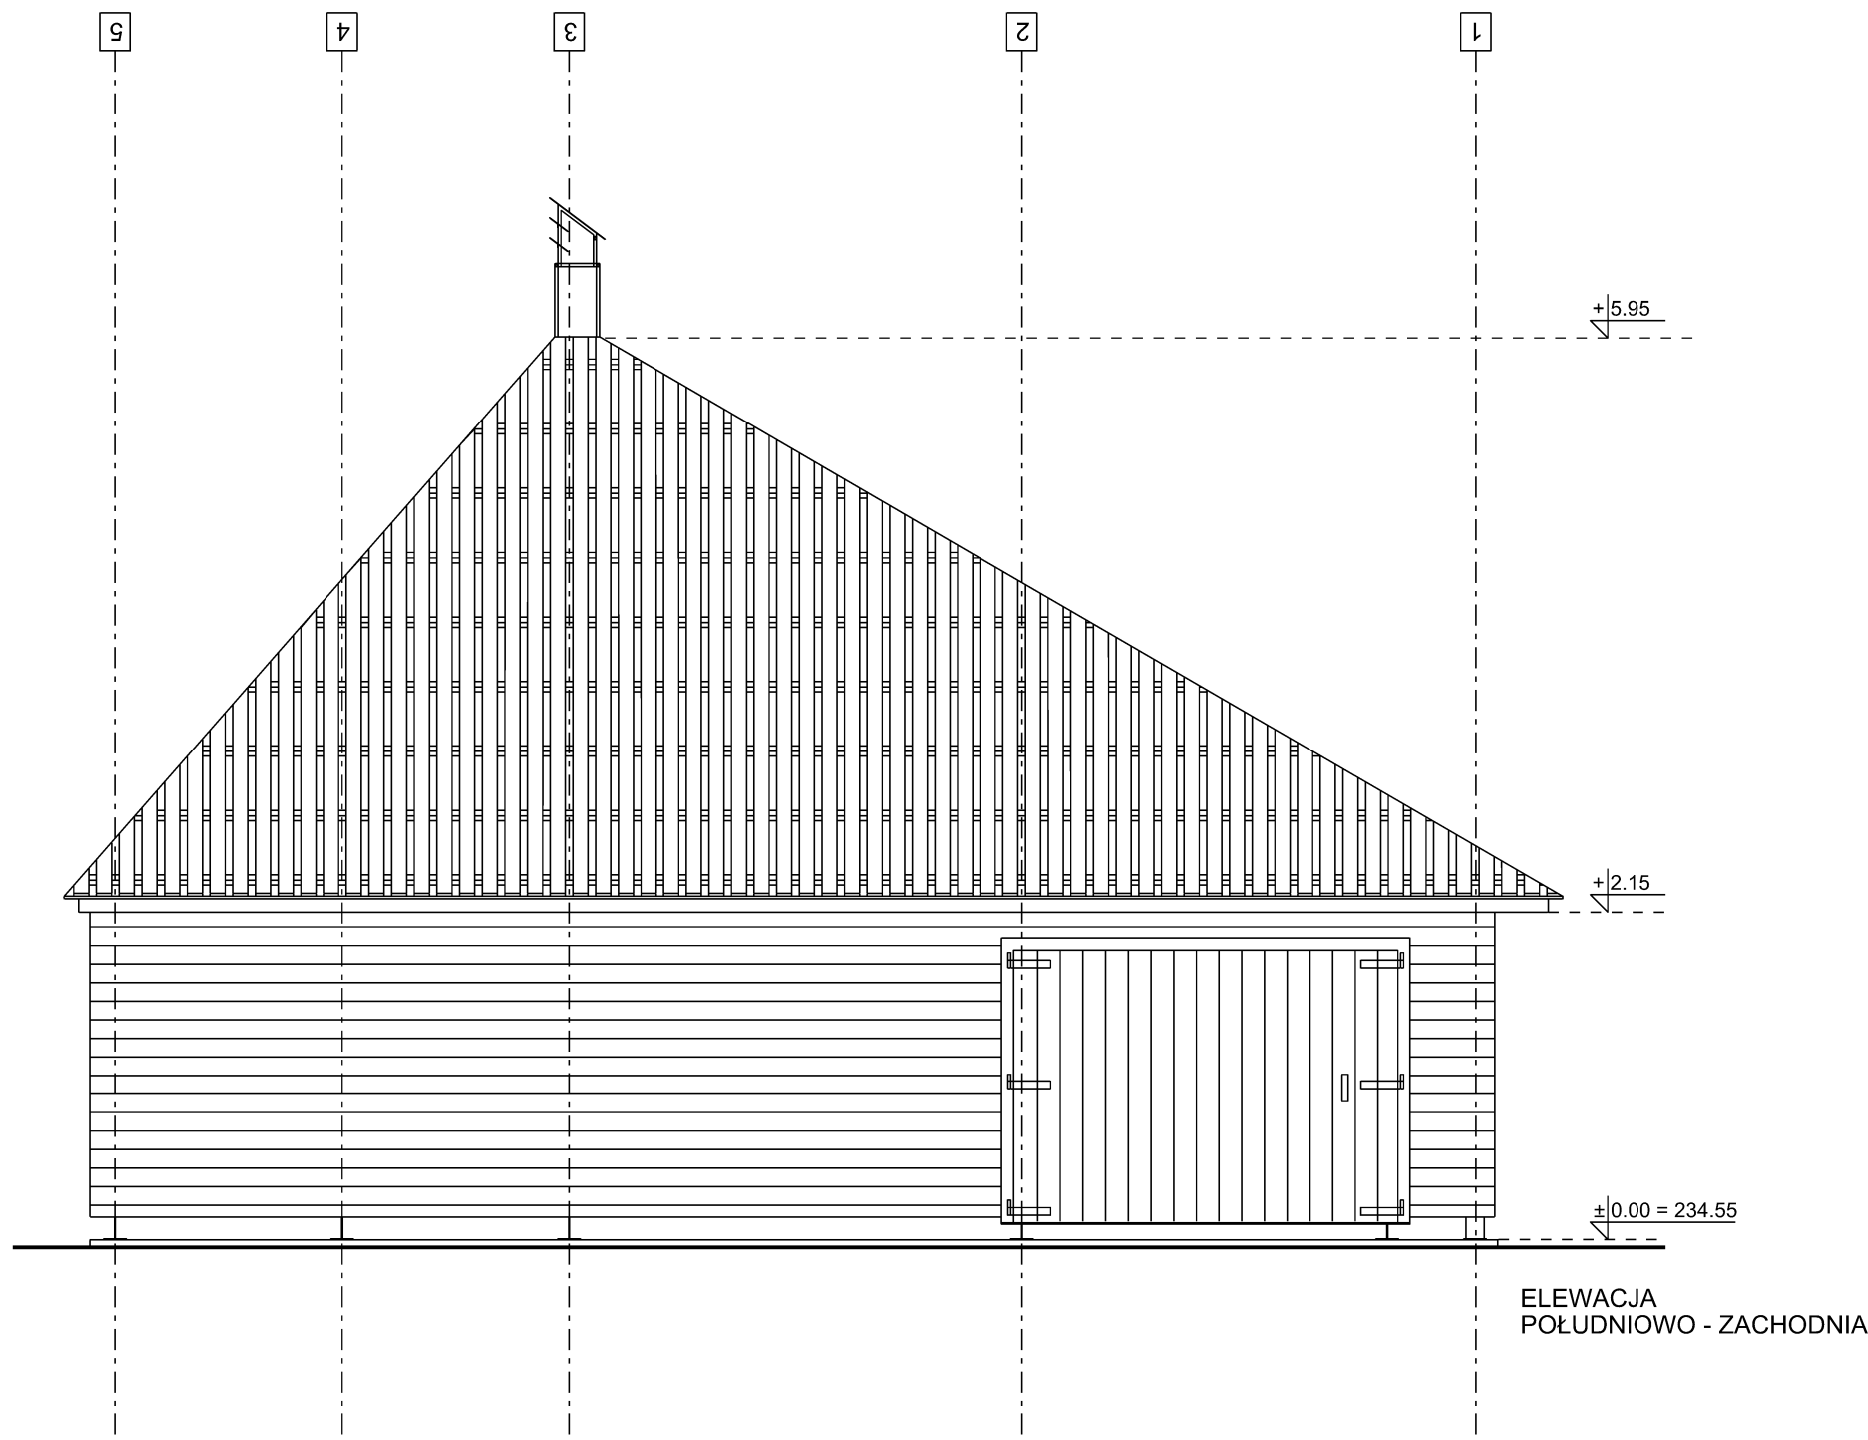 5 4 3 2 1
+5.95
+2.15
±0.00 = 234.55
ELEWACJA
POŁUDNIOWO - ZACHODNIA